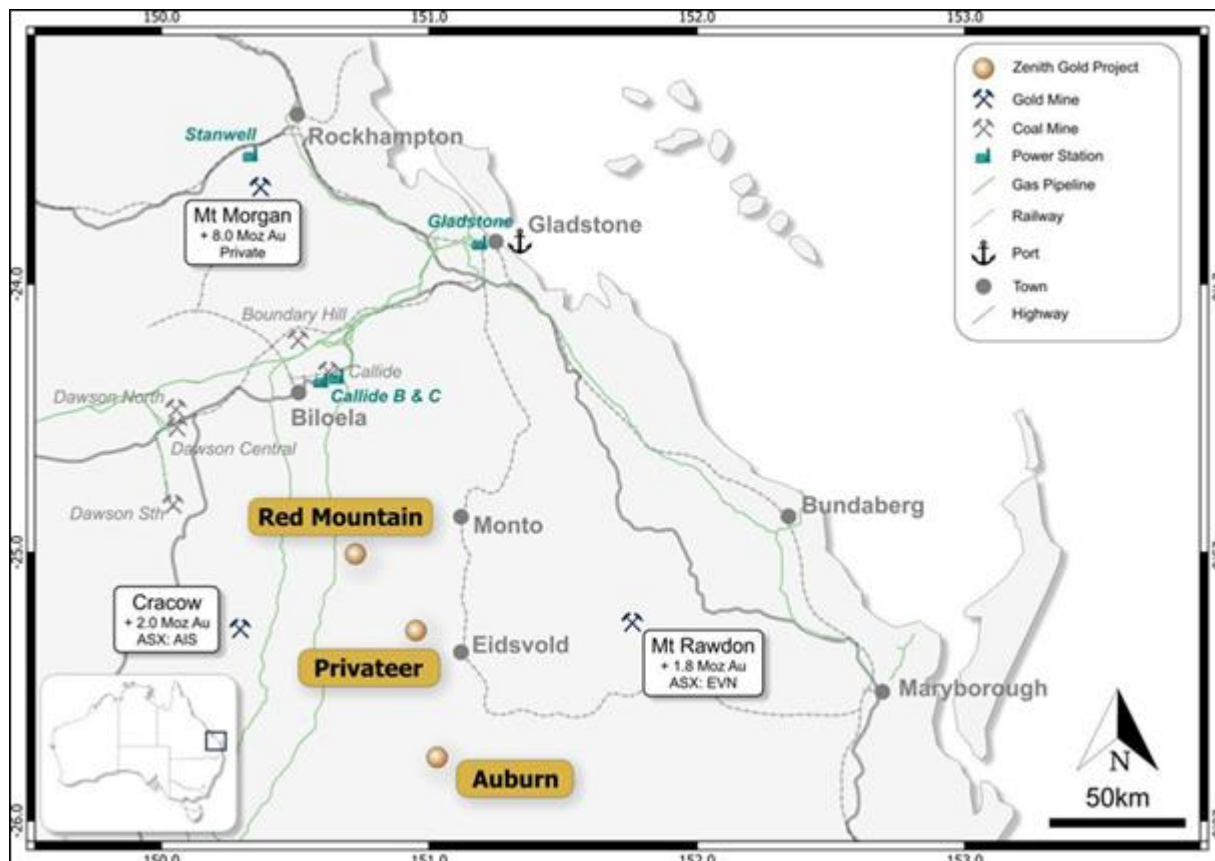 150.0 151.0 152.0 153.0
Zenith Gold Project
Gold Mine
Coal Mine
Power Station
Gas Pipeline
Railway
Port
Town
Highway
Rockhampton
Stanwell
Mt Morgan
+ 8.0 Moz Au
Private
Gladstone
Gladstone
-24.0
Boundary Hill
Callide
Callide B & C
Biloela
Dawson North
Dawson Central
Dawson Sth
Red Mountain
Monto
Bundaberg
-25.0
Cracow
+ 2.0 Moz Au
ASX: AIS
Privateer
Eidsvold
Mt Rawdon
+ 1.8 Moz Au
ASX: EVN
Maryborough
Auburn
N
50km
-26.0
150.0 151.0 152.0 153.0